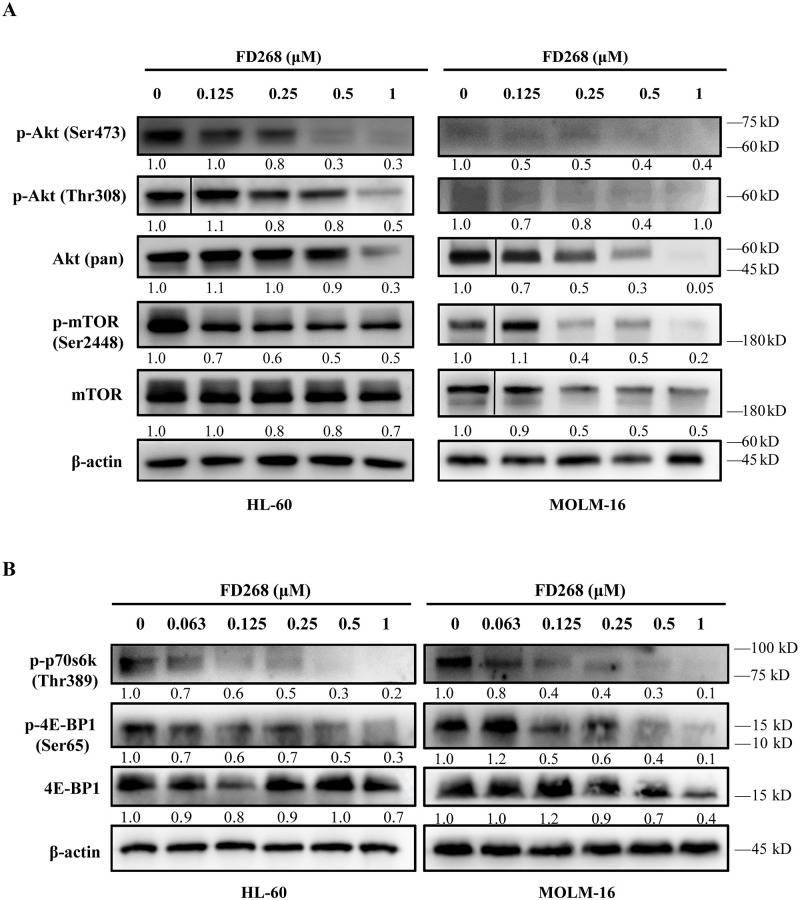 A
FD268 (μM) FD268 (μM)
0 0.125 0.25 0.5 1 0 0.125 0.25 0.5 1
p-Akt (Ser473) 75 kD
60 kD
1.0 1.0 0.8 0.3 0.3 1.0 0.5 0.5 0.4 0.4
p-Akt (Thr308) 60 kD
1.0 1.1 0.8 0.8 0.5 1.0 0.7 0.8 0.4 1.0
Akt (pan) 60 kD
45 kD
1.0 1.1 1.0 0.9 0.3 1.0 0.7 0.5 0.3 0.05
p-mTOR
(Ser2448) 180 kD
1.0 0.7 0.6 0.5 0.5 1.0 1.1 0.4 0.5 0.2
mTOR
180 kD
1.0 1.0 0.8 0.8 0.7 1.0 0.9 0.5 0.5 0.5
60 kD
β-actin 45 kD
HL-60 MOLM-16
B
FD268 (μM) FD268 (μM)
0 0.063 0.125 0.25 0.5 1 0 0.063 0.125 0.25 0.5 1
100 kD
p-p70s6k
(Thr389) 75 kD
1.0 0.7 0.6 0.5 0.3 0.2 1.0 0.8 0.4 0.4 0.3 0.1
p-4E-BP1 15 kD
(Ser65) 10 kD
1.0 0.7 0.6 0.7 0.5 0.3 1.0 1.2 0.5 0.6 0.4 0.1
4E-BP1 15 kD
1.0 0.9 0.8 0.9 1.0 0.7 1.0 1.0 1.2 0.9 0.7 0.4
β-actin 45 kD
HL-60 MOLM-16